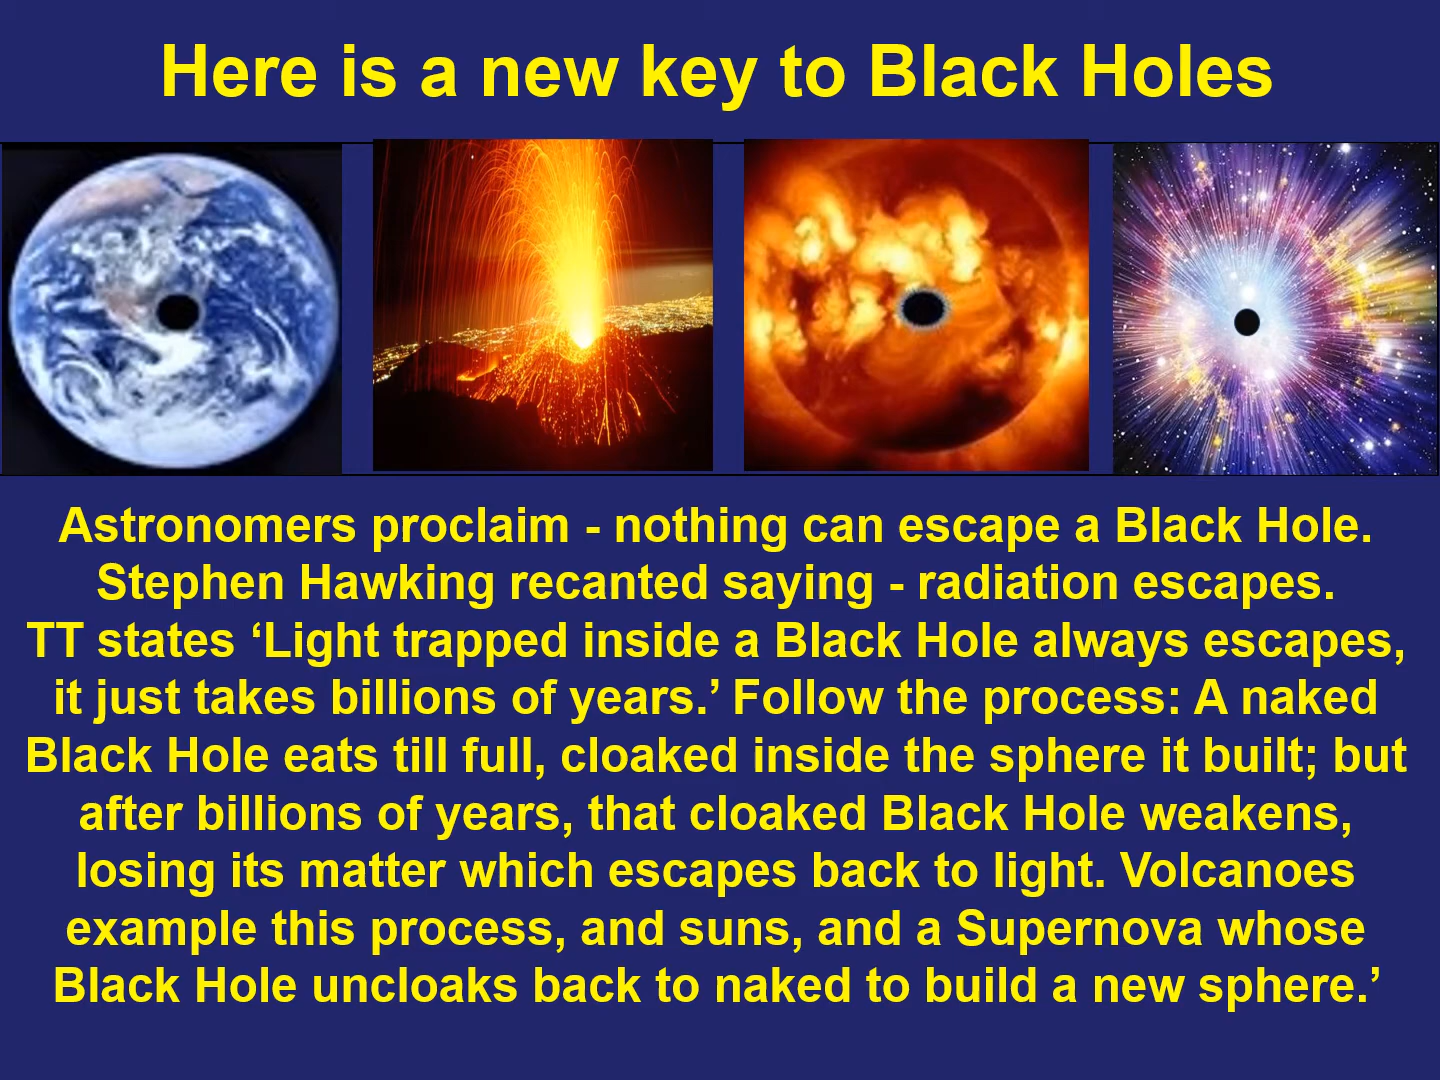 Here is a new key to Black Holes
Astronomers proclaim - nothing can escape a Black Hole.
Stephen Hawking recanted saying - radiation escapes.
TT states ‘Light trapped inside a Black Hole always escapes,
it just takes billions of years.’ Follow the process: A naked
Black Hole eats till full, cloaked inside the sphere it built; but
after billions of years, that cloaked Black Hole weakens,
losing its matter which escapes back to light. Volcanoes
example this process, and suns, and a Supernova whose
Black Hole uncloaks back to naked to build a new sphere.’